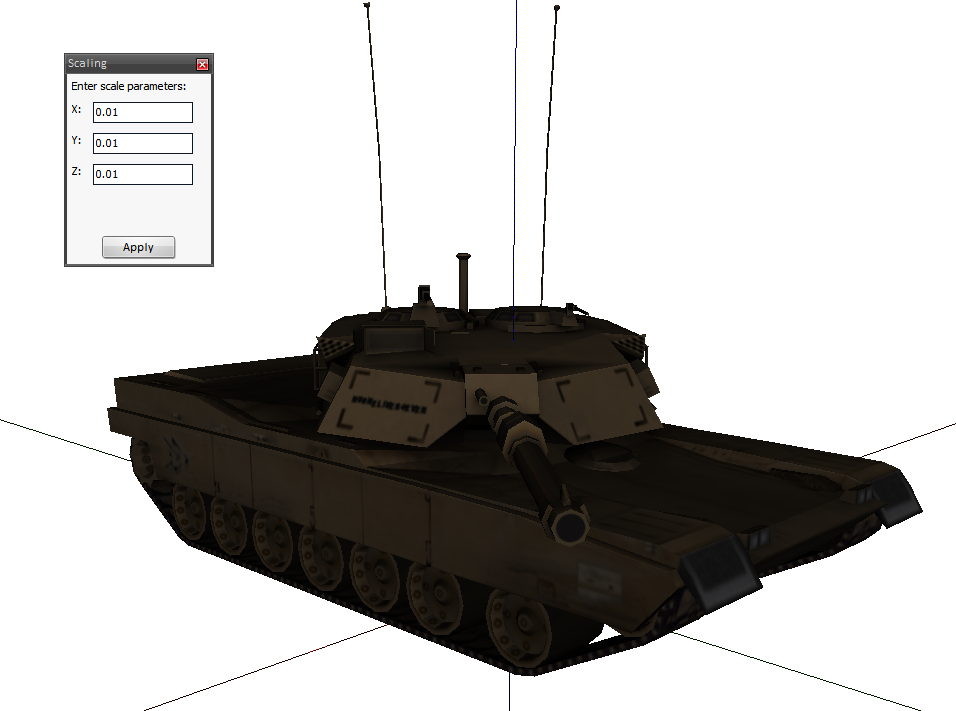 Scaling
Enter scale parameters:
X: 0.01
Y: 0.01
Z: 0.01
Apply